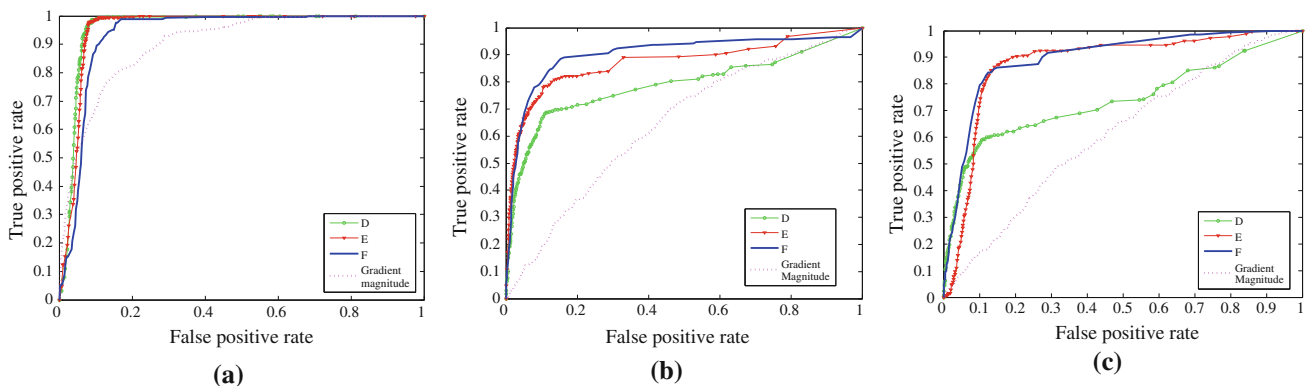 1
0.9
0.8
0.7
0.6
0.5
0.4
0.3
0.2
0.1
0
True positive rate
0
0.2
0.4
0.6
0.8
1
False positive rate
D
E
F
Gradient
magnitude
(a)
1
0.9
0.8
0.7
0.6
0.5
0.4
0.3
0.2
0.1
0
True positive rate
0
0.2
0.4
0.6
0.8
1
False positive rate
D
E
F
Gradient
Magnitude
(b)
1
0.9
0.8
0.7
0.6
0.5
0.4
0.3
0.2
0.1
0
True positive rate
0
0.1
0.2
0.3
0.4
0.5
0.6
0.7
0.8
0.9
1
False positive rate
D
E
F
Gradient
Magnitude
(c)